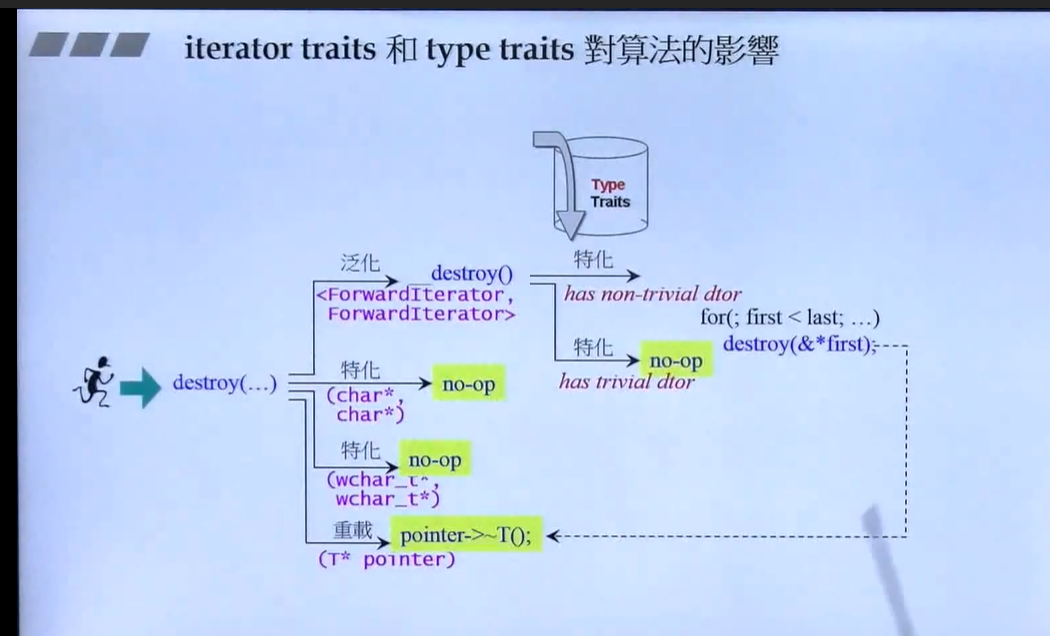 iterator traits 和 type traits 對算法的影響
Type
Traits
泛化
__destroy()
<ForwardIterator,
ForwardIterator>
特化
has non-trivial dtor
for(; first < last; …)
destroy(&*first);
特化
no-op
has trivial dtor
destroy(…)
特化
no-op
(char*,
char*)
特化
no-op
(wchar_t*,
wchar_t*)
重載
pointer->~T();
(T* pointer)